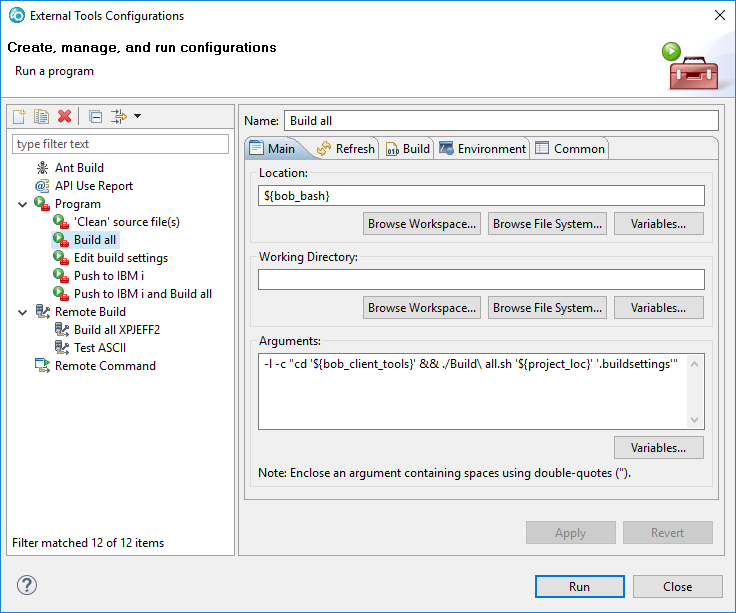 External Tools Configurations
Create, manage, and run configurations
Run a program
type filter text
Ant Build
API Use Report
Program
'Clean' source file(s)
Build all
Edit build settings
Push to IBM i
Push to IBM i and Build all
Remote Build
Build all XPJEFF2
Test ASCII
Remote Command
Filter matched 12 of 12 items
Name: Build all
Main Refresh 010 Build Environment Common
Location:
${bob_bash}
Browse Workspace... Browse File System... Variables...
Working Directory:
Browse Workspace... Browse File System... Variables...
Arguments:
-l -c "cd '${bob_client_tools}' && ./Build\ all.sh '${project_loc}' '.buildsettings'"
Variables...
Note: Enclose an argument containing spaces using double-quotes (").
Apply Revert
? Run Close